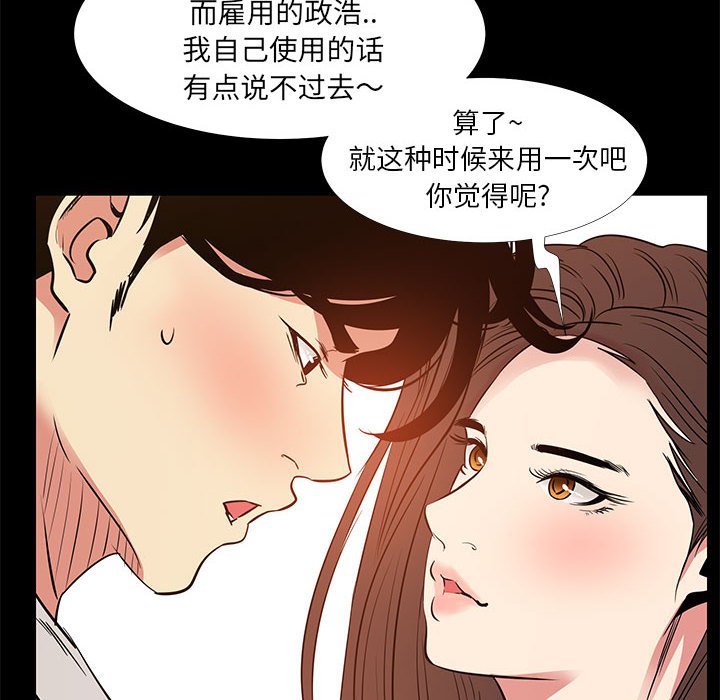 而雇用的政浩..
我自己使用的话
有点说不过去～
算了~
就这种时候来用一次吧
你觉得呢?